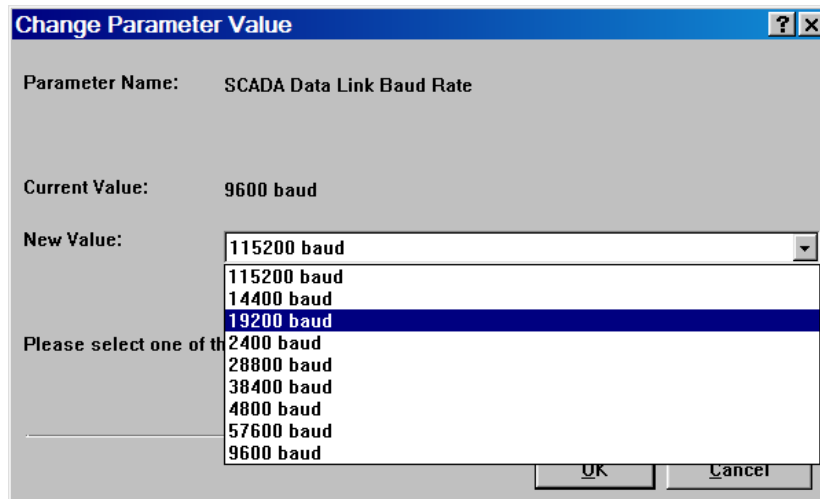 Change Parameter Value
Parameter Name: SCADA Data Link Baud Rate
Current Value: 9600 baud
New Value: 115200 baud
115200 baud
14400 baud
19200 baud
Please select one of 2400 baud
28800 baud
38400 baud
4800 baud
57600 baud
9600 baud
OK Cancel